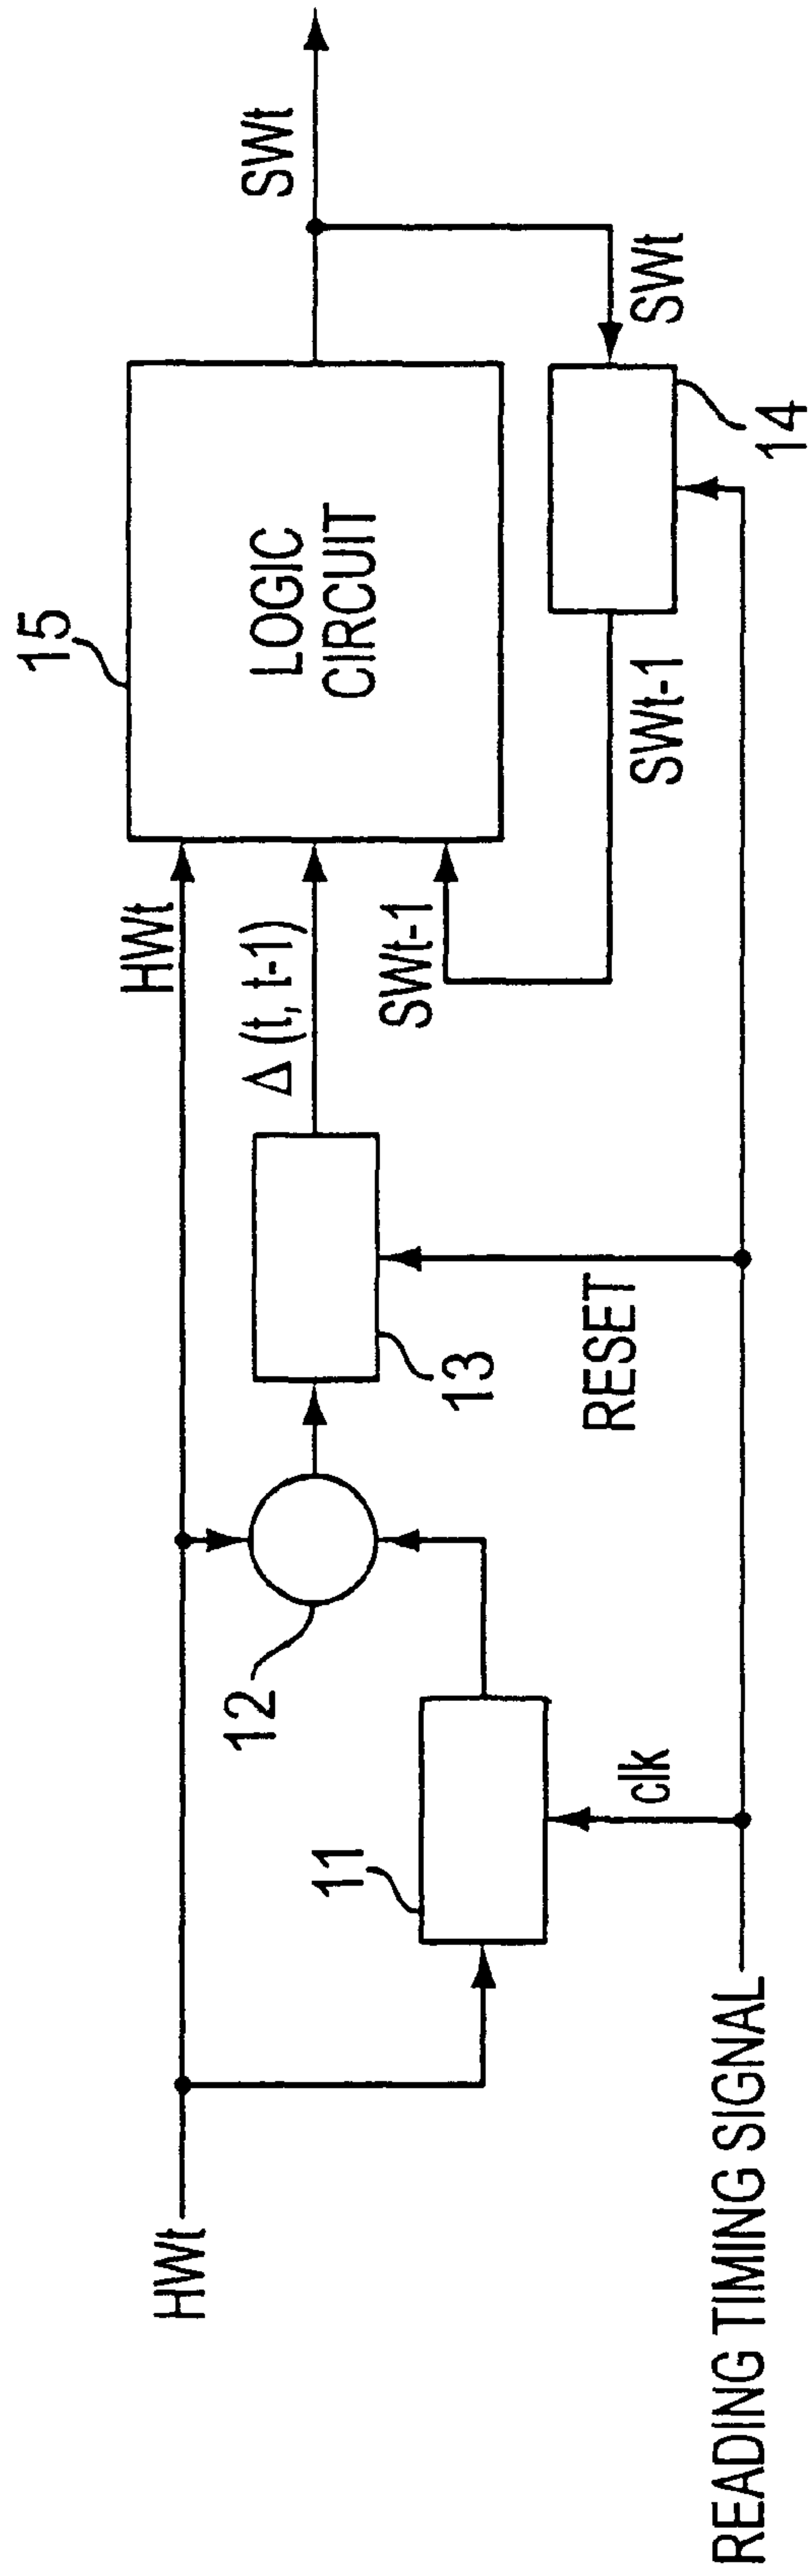 HWt
READING TIMING SIGNAL
11
clk
12
13
RESET
Δ (t, t-1)
HWt
SWt-1
15
LOGIC
CIRCUIT
SWt-1
14
SWt
SWt